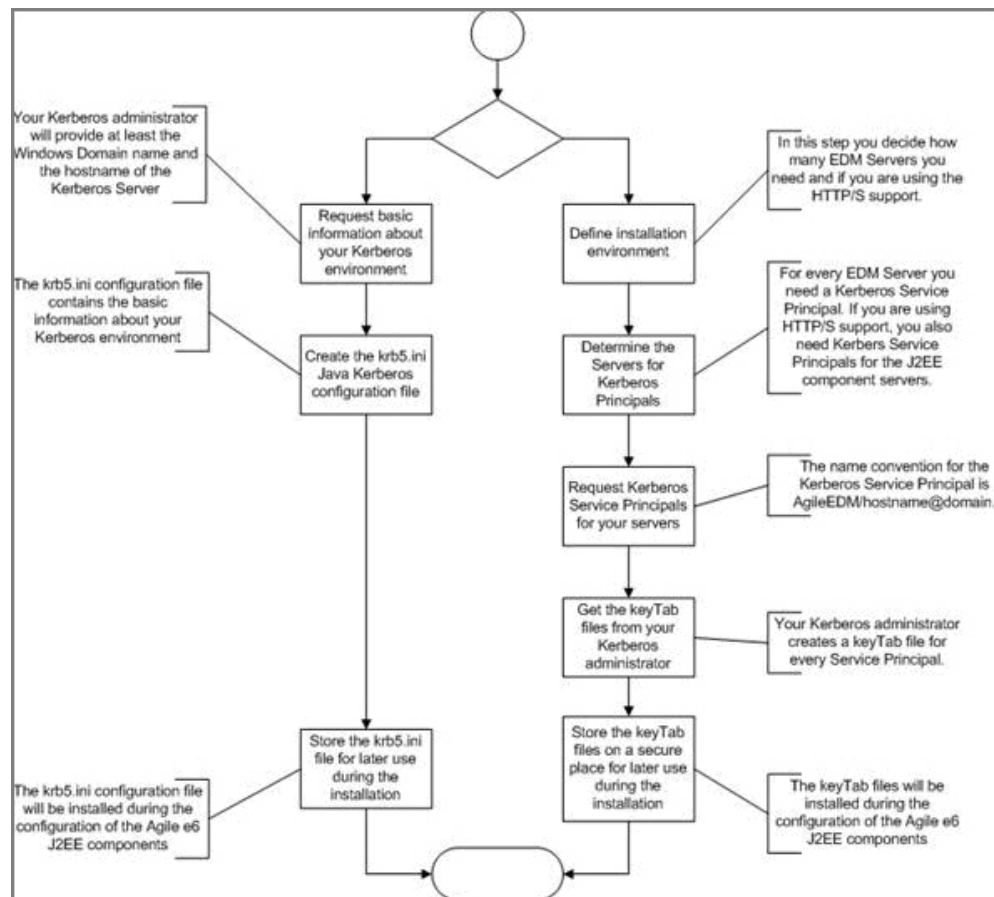 Your Kerberos administrator
will provide at least the
Windows Domain name and
the hostname of the
Kerberos Server
Request basic
information about
your Kerberos
environment
The krb5.ini configuration file
contains the basic
information about your
Kerberos environment
Create the krb5.ini
Java Kerberos
configuration file
Store the krb5.ini
file for later use
during the
installation
The krb5.ini configuration file
will be installed during the
configuration of the Agile e6
J2EE components
Define installation
environment
In this step you decide how
many EDM Servers you
need and if you are using the
HTTP/S support.
Determine the
Servers for
Kerberos
Principals
For every EDM Server you
need a Kerberos Service
Principal. If you are using
HTTP/S support, you also
need Kerbers Service
Principals for the J2EE
component servers.
Request Kerberos
Service Principals
for your servers
The name convention for the
Kerberos Service Principal is
AgileEDM/hostname@domain.
Get the keyTab
files from your
Kerberos
administrator
Your Kerberos administrator
creates a keyTab file for
every Service Principal.
Store the keyTab
files on a secure
place for later use
during the
installation
The keyTab files will be
installed during the
configuration of the Agile e6
J2EE components